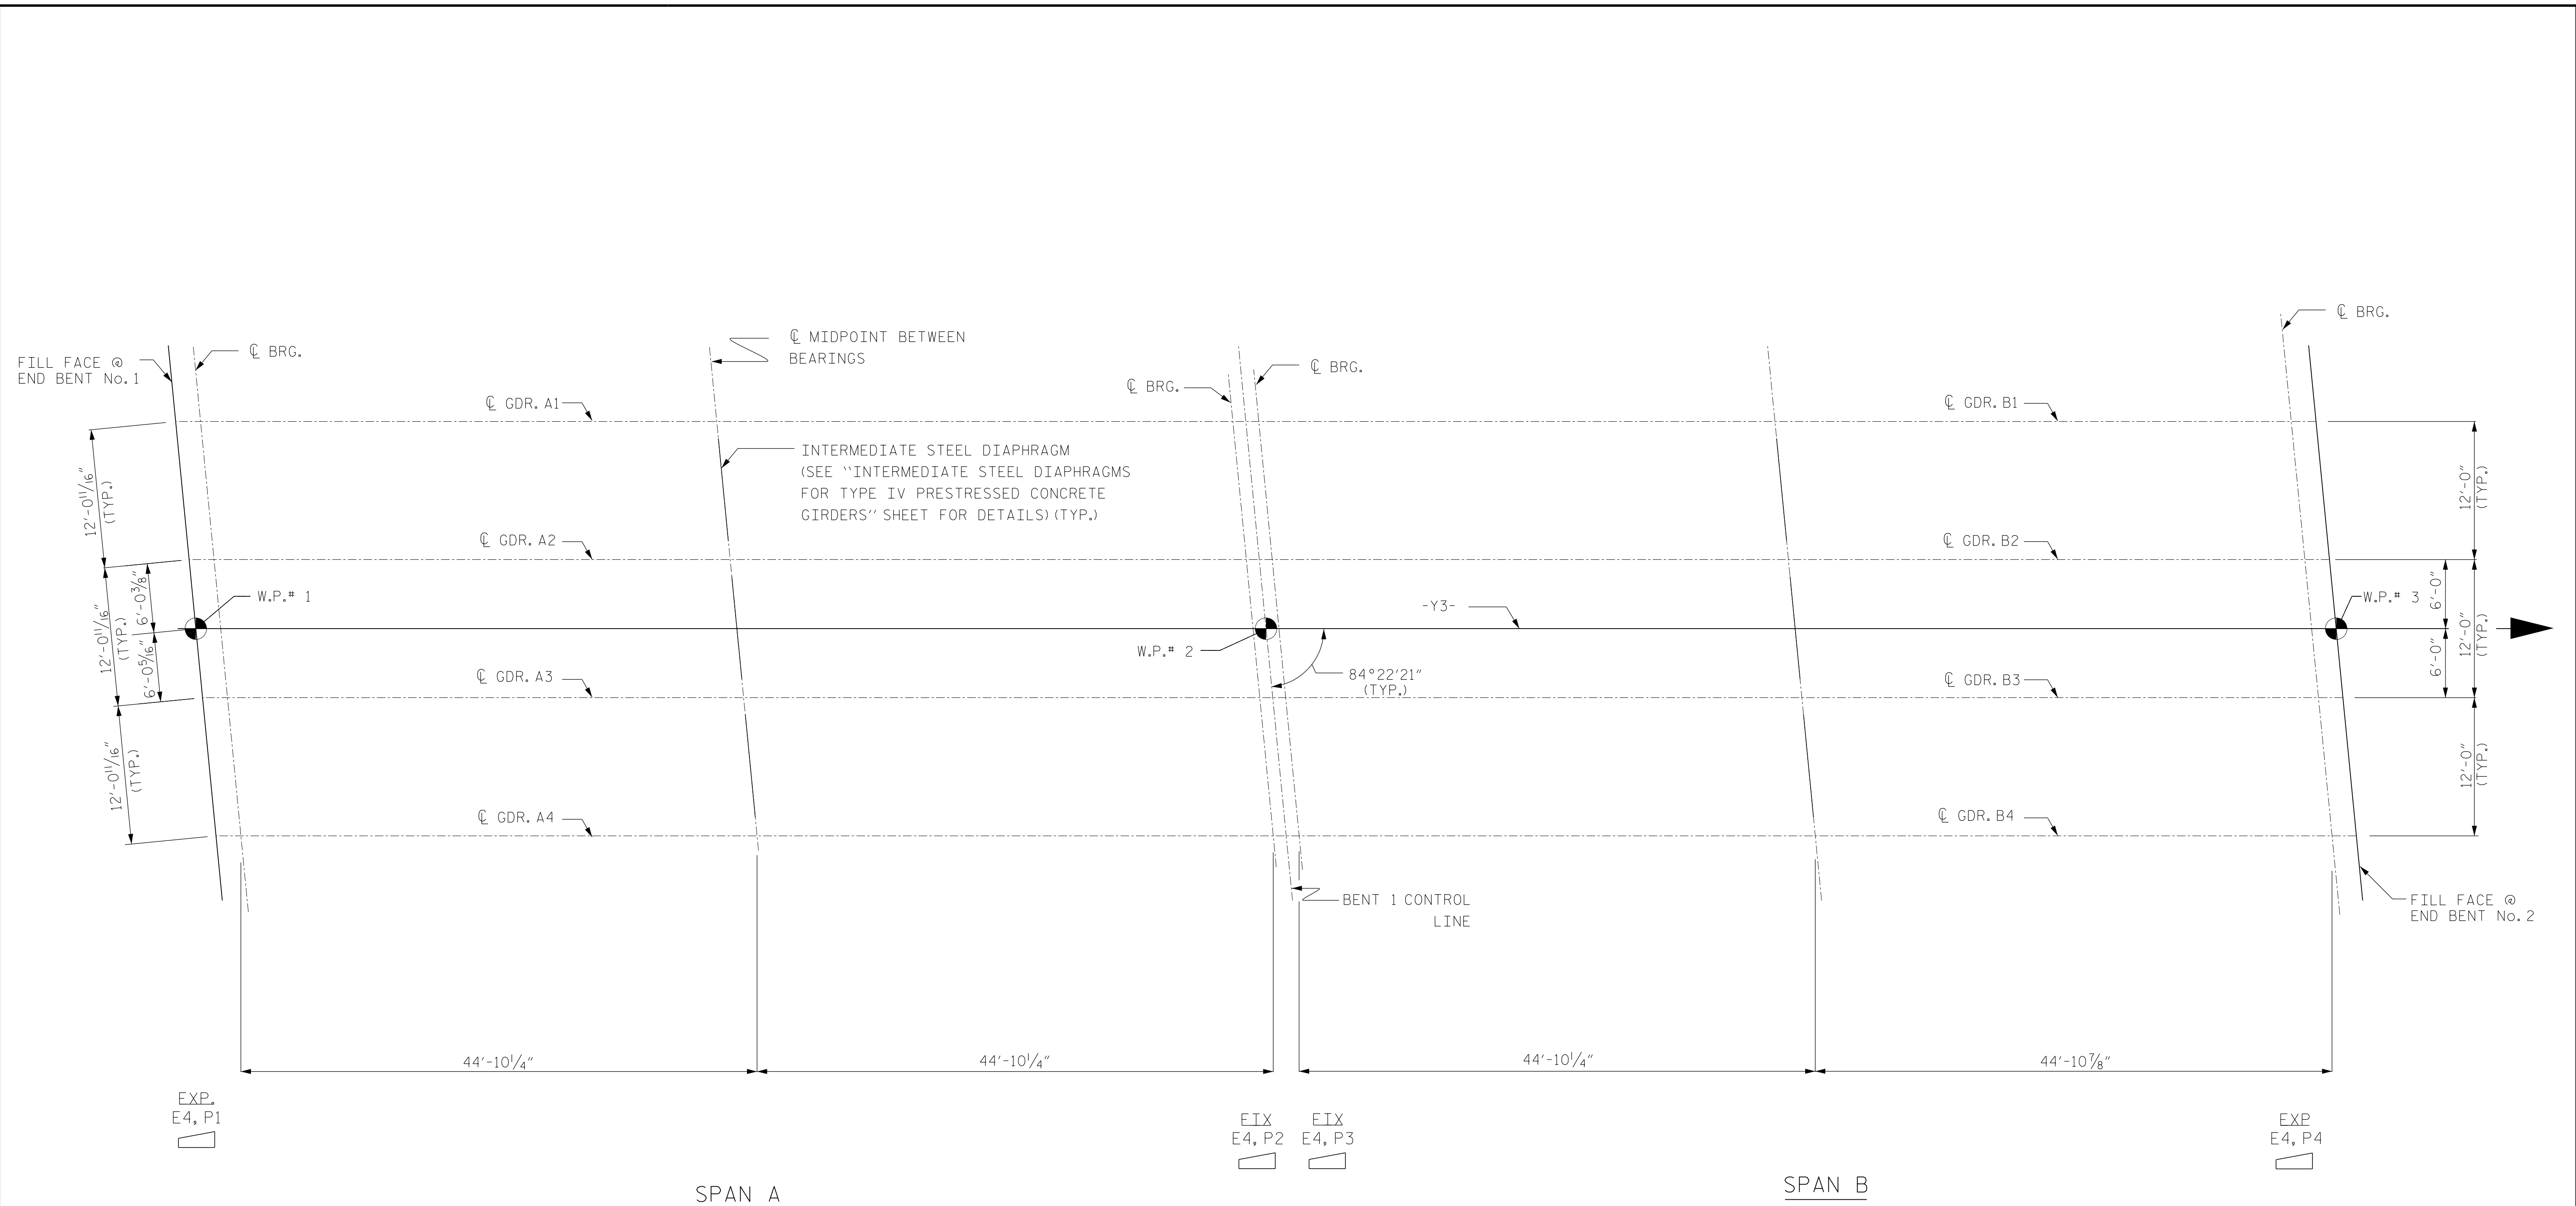 ℄ BRG.
℄ MIDPOINT BETWEEN
BEARINGS
FILL FACE @
END BENT No. 1
℄ BRG.
℄ BRG.
℄ BRG.
℄ GDR. A1
℄ GDR. B1
INTERMEDIATE STEEL DIAPHRAGM
(SEE "INTERMEDIATE STEEL DIAPHRAGMS
FOR TYPE IV PRESTRESSED CONCRETE
GIRDERS" SHEET FOR DETAILS) (TYP.)
12'-0 11/16"
(TYP.)
12'-0"
(TYP.)
℄ GDR. A2
℄ GDR. B2
12'-0 11/16"
(TYP.)
6'-0 3/8"
6'-0 5/16"
W.P.# 1
-Y3-
W.P.# 3
W.P.# 2
84°22'21"
(TYP.)
6'-0"
6'-0"
12'-0"
(TYP.)
℄ GDR. A3
℄ GDR. B3
12'-0 11/16"
(TYP.)
12'-0"
(TYP.)
℄ GDR. A4
℄ GDR. B4
BENT 1 CONTROL
LINE
FILL FACE @
END BENT No. 2
44'-10 1/4"
44'-10 1/4"
44'-10 1/4"
44'-10 7/8"
EXP.
E4, P1
FIX
E4, P2
FIX
E4, P3
EXP
E4, P4
SPAN A
SPAN B